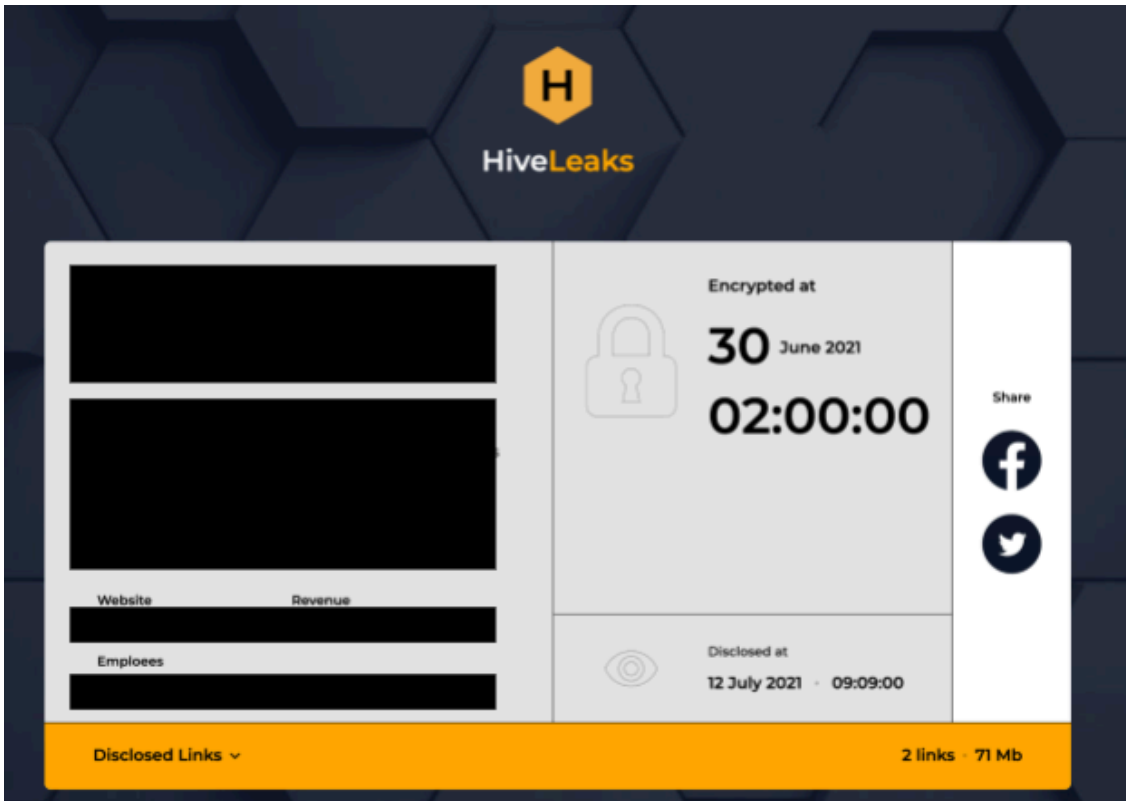 H
HiveLeaks
Website Revenue
Emploees
Encrypted at
30 June 2021
02:00:00
Disclosed at
12 July 2021 · 09:09:00
Share
Disclosed Links
2 links · 71 Mb